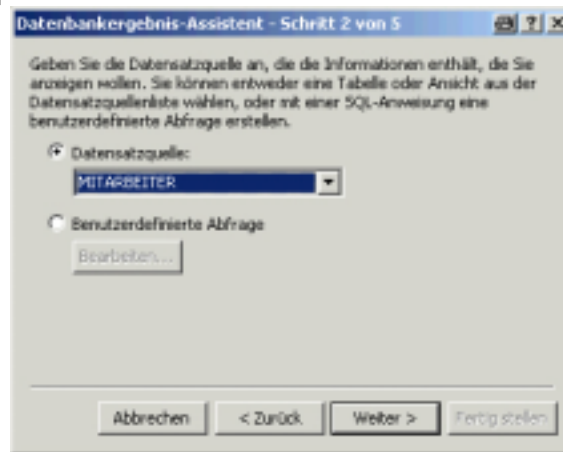 Datenbankergebnis-Assistent - Schritt 2 von 5
Geben Sie die Datensatzquelle an, die die Informationen enthält, die Sie
anzeigen wollen. Sie können entweder eine Tabelle oder Ansicht aus der
Datensatzquellenliste wählen, oder mit einer SQL-Anweisung eine
benutzerdefinierte Abfrage erstellen.
Datensatzquelle:
MITARBEITER
Benutzerdefinierte Abfrage
Bearbeiten...
Abbrechen
< Zurück
Weiter >
Fertig stellen